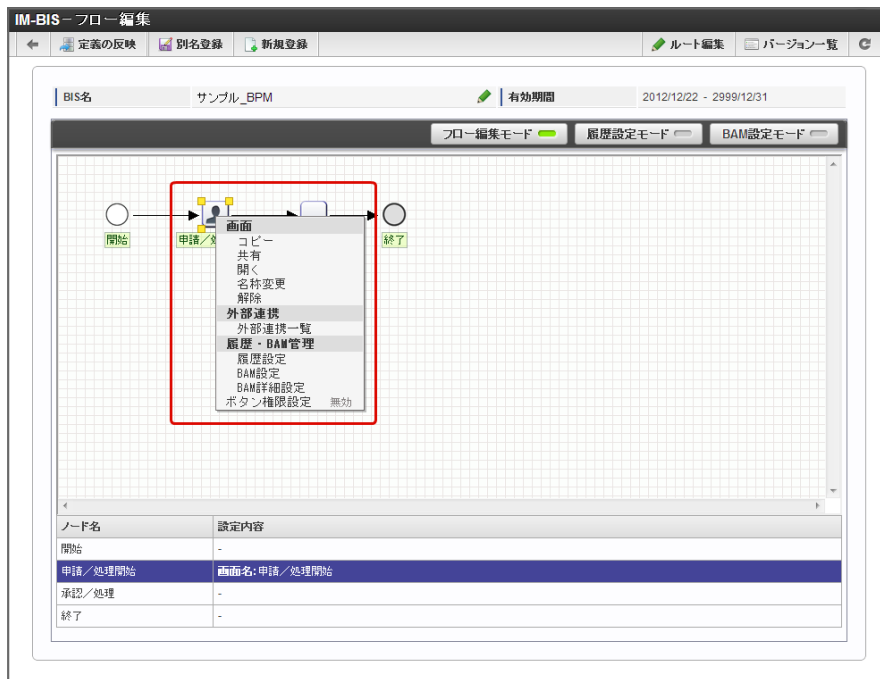 IM-BIS－フロー編集
定義の反映 別名登録 新規登録 ルート編集 バージョン一覧
BIS名 サンプル_BPM 有効期間 2012/12/22 - 2999/12/31
フロー編集モード 履歴設定モード BAM設定モード
開始 申請／ 終了
画面
コピー
共有
開く
名称変更
解除
外部連携
外部連携一覧
履歴・BAM管理
履歴設定
BAM設定
BAM詳細設定
ボタン権限設定 無効
ノード名 設定内容
開始 -
申請／処理開始 画面名:申請／処理開始
承認／処理 -
終了 -